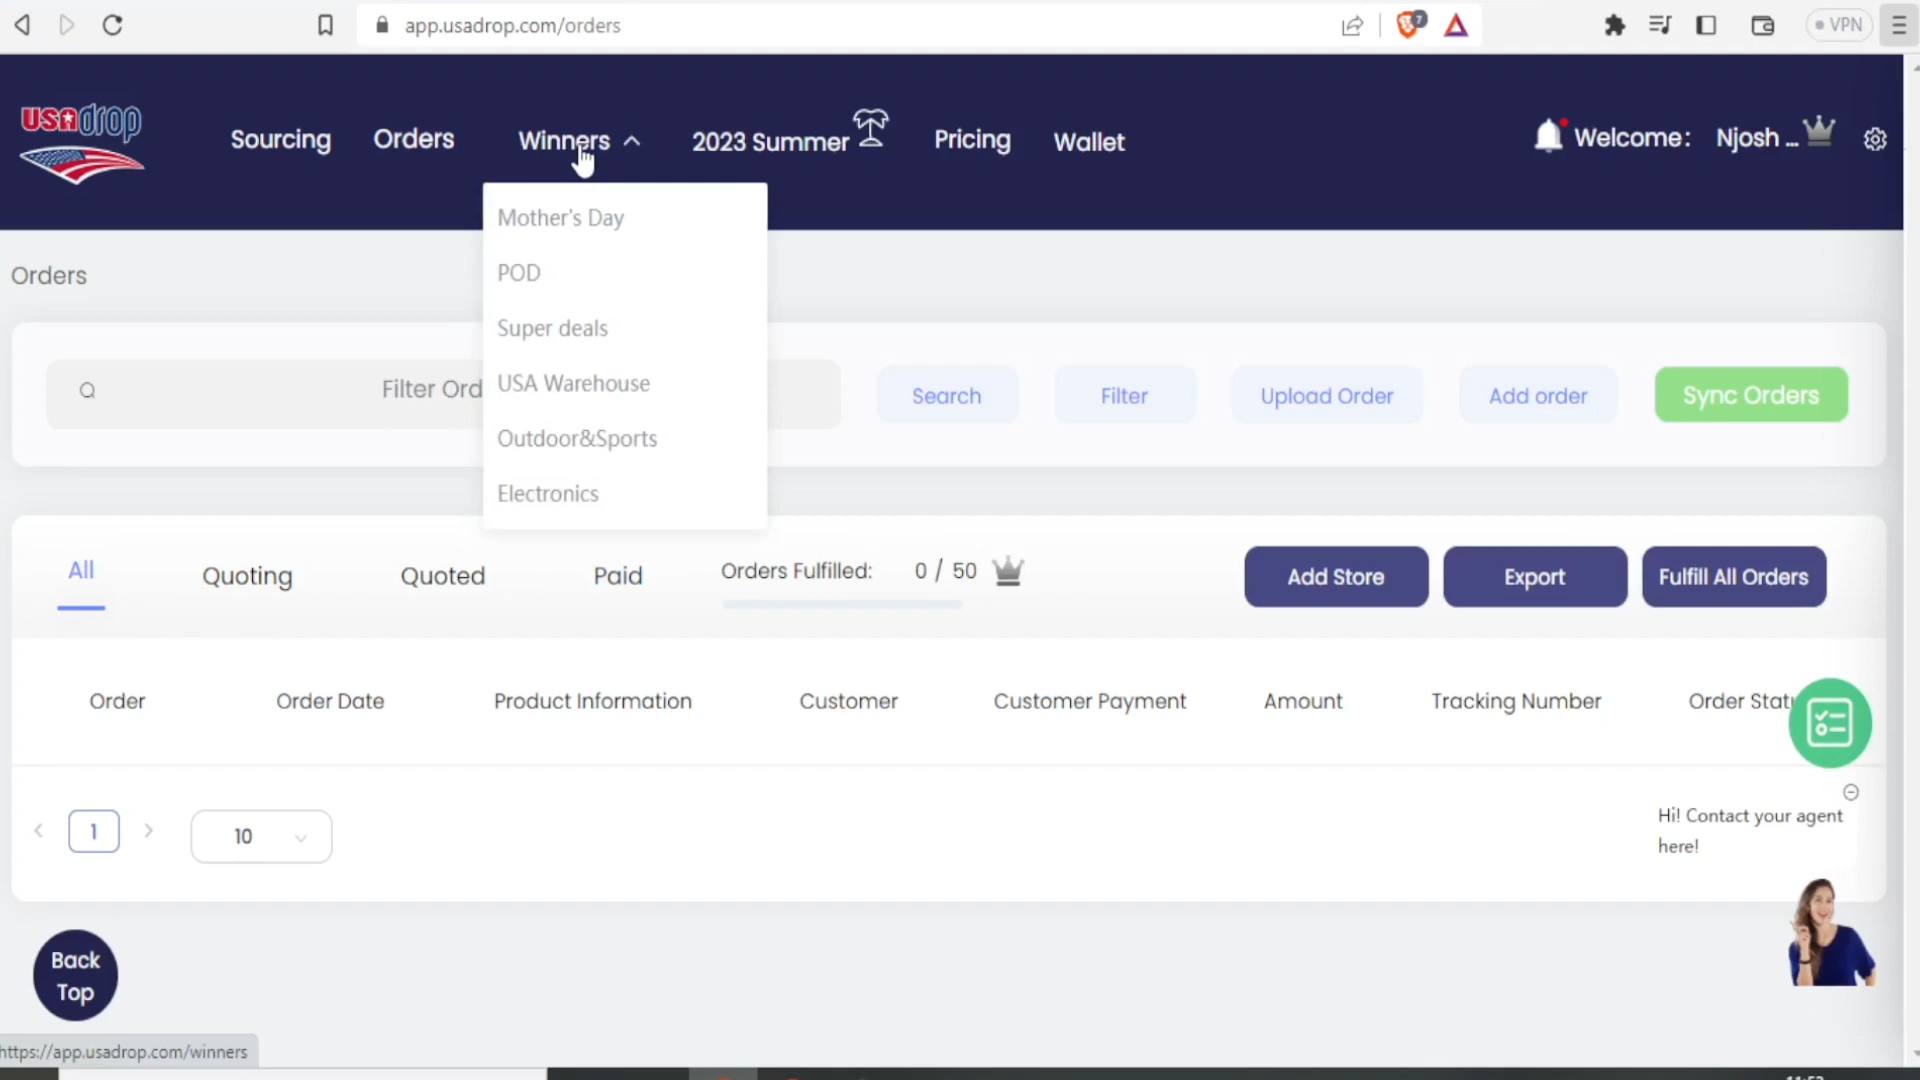 app.usadrop.com/orders
7
VPN
USAdrop
Sourcing
Orders
Winners
2023 Summer
Pricing
Wallet
Welcome:
Njosh ...
Mother's Day
POD
Super deals
USA Warehouse
Outdoor&Sports
Electronics
Orders
Filter Ord
Search
Filter
Upload Order
Add order
Sync Orders
All
Quoting
Quoted
Paid
Orders Fulfilled: 0 / 50
Add Store
Export
Fulfill All Orders
Order
Order Date
Product Information
Customer
Customer Payment
Amount
Tracking Number
Order Statu
1
10
Hi! Contact your agent
here!
Back
Top
https://app.usadrop.com/winners